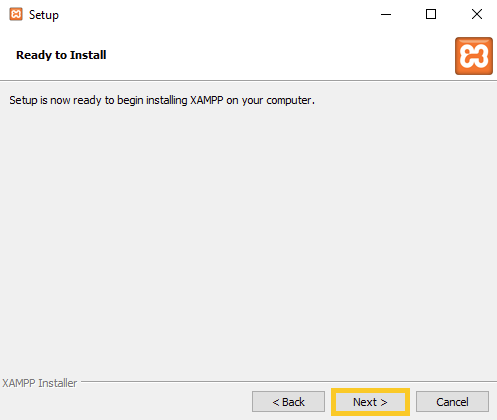 Setup
Ready to Install
Setup is now ready to begin installing XAMPP on your computer.
XAMPP Installer
< Back
Next >
Cancel